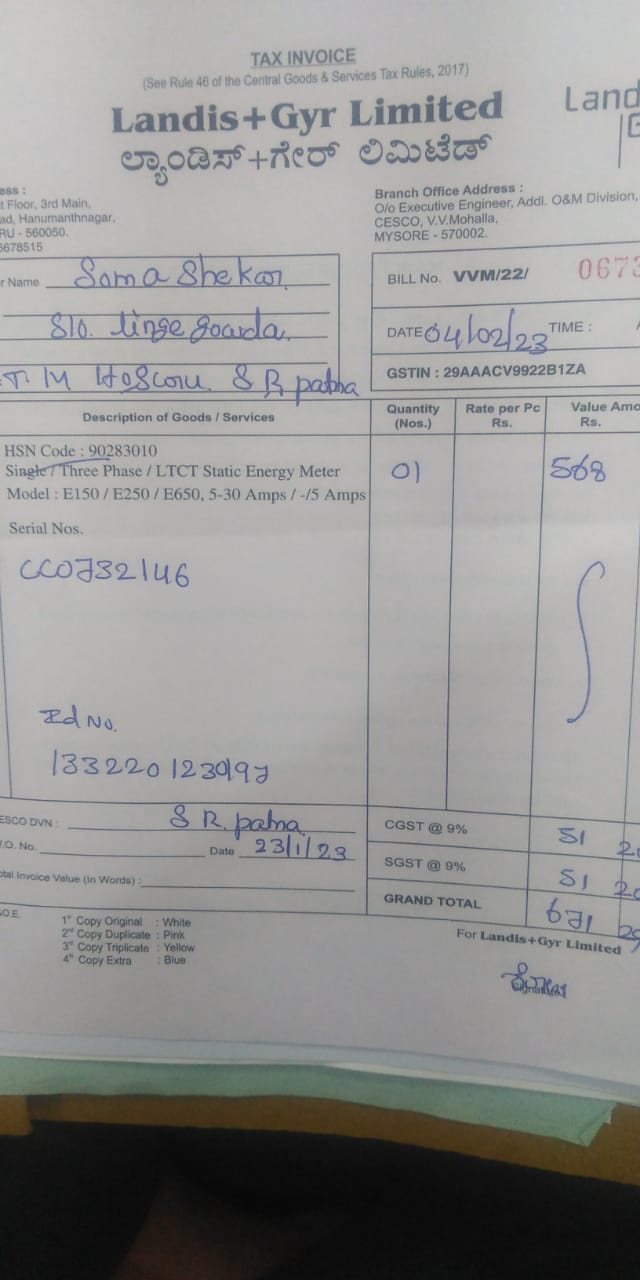 TAX INVOICE
(See Rule 46 of the Central Goods & Services Tax Rules, 2017)
Landis+Gyr Limited
Land
ಲ್ಯಾಂಡಿಸ್+ಗೇರ್ ಲಿಮಿಟೆಡ್
ess :
t Floor, 3rd Main,
ad, Hanumanthnagar,
RU - 560050.
6678515
Branch Office Address :
O/o Executive Engineer, Addl. O&M Division,
CESCO, V.V.Mohalla,
MYSORE - 570002.
r Name Soma Shekar
S/o. linge gowda
T. M Hoscoru. S R patna
BILL No. VVM/22/ 0673
DATE 04/02/23 TIME :
GSTIN : 29AAACV9922B1ZA
Description of Goods / Services
Quantity (Nos.)
Rate per Pc Rs.
Value Amo Rs.
HSN Code : 90283010
Single / Three Phase / LTCT Static Energy Meter 01 568
Model : E150 / E250 / E650, 5-30 Amps / -/5 Amps
Serial Nos.
CC0732146
Rd No.
ESCO DVN : S R. patna
.O. No. Date 23/1/23
otal Invoice Value (in Words) :
CGST @ 9% 51 20
SGST @ 9% 51 20
GRAND TOTAL 671
S.O.E.
1st Copy Original : White
2nd Copy Duplicate : Pink
3rd Copy Triplicate : Yellow
4th Copy Extra : Blue
For Landis+Gyr Limited